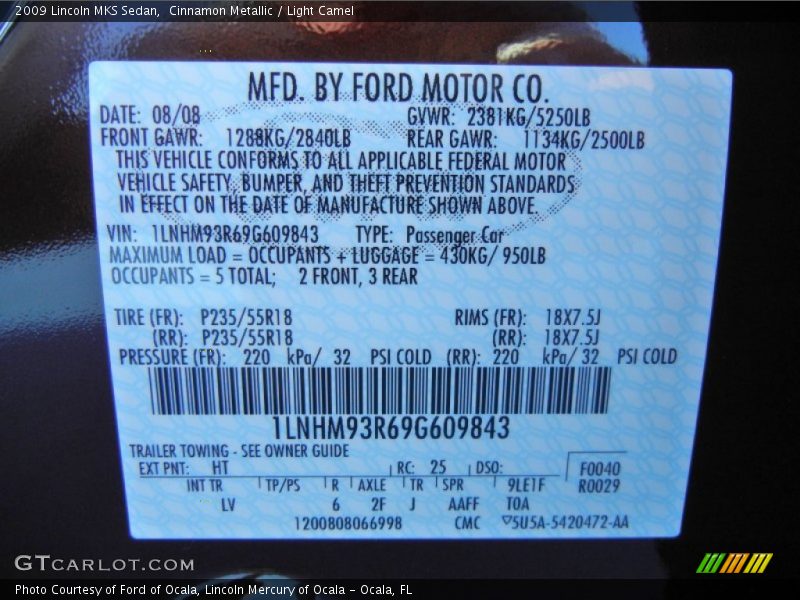 2009 Lincoln MKS Sedan,  Cinnamon Metallic / Light Camel
MFD. BY FORD MOTOR CO.
DATE: 08/08 GVWR: 2381KG/5250LB
FRONT GAWR: 1288KG/2840LB REAR GAWR: 1134KG/2500LB
THIS VEHICLE CONFORMS TO ALL APPLICABLE FEDERAL MOTOR
VEHICLE SAFETY, BUMPER, AND THEFT PREVENTION STANDARDS
IN EFFECT ON THE DATE OF MANUFACTURE SHOWN ABOVE.
VIN: 1LNHM93R69G609843 TYPE: Passenger Car
MAXIMUM LOAD = OCCUPANTS + LUGGAGE = 430KG/ 950LB
OCCUPANTS = 5 TOTAL; 2 FRONT, 3 REAR
TIRE (FR): P235/55R18 RIMS (FR): 18X7.5J
(RR): P235/55R18 (RR): 18X7.5J
PRESSURE (FR): 220 kPa/ 32 PSI COLD (RR): 220 kPa/ 32 PSI COLD
1LNHM93R69G609843
TRAILER TOWING - SEE OWNER GUIDE
EXT PNT: HT RC: 25 DSO: F0040
INT TR TP/PS R AXLE TR SPR 9LE1F R0029
LV 6 2F J AAFF T0A
1200808066998 CMC ▽5U5A-5420472-AA
GTCARLOT.COM
Photo Courtesy of Ford of Ocala, Lincoln Mercury of Ocala - Ocala, FL